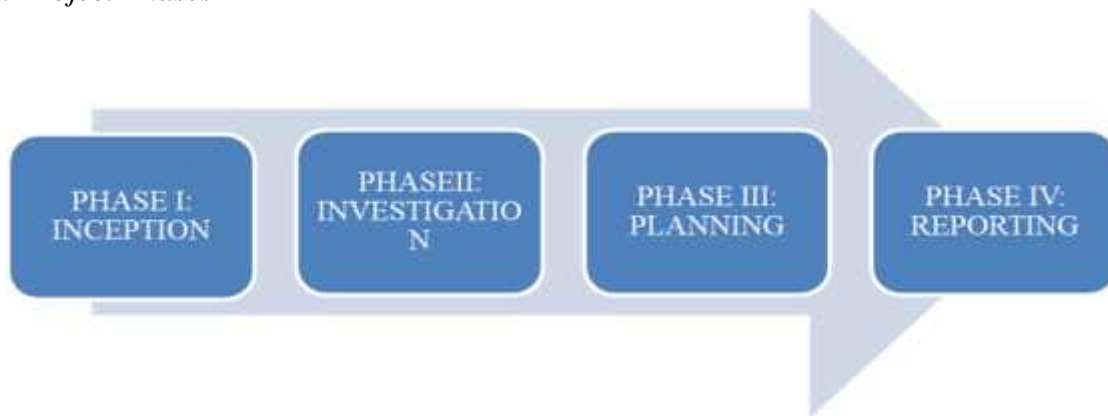 Project Phases
PHASE I:
INCEPTION
PHASEII:
INVESTIGATIO
N
PHASE III:
PLANNING
PHASE IV:
REPORTING